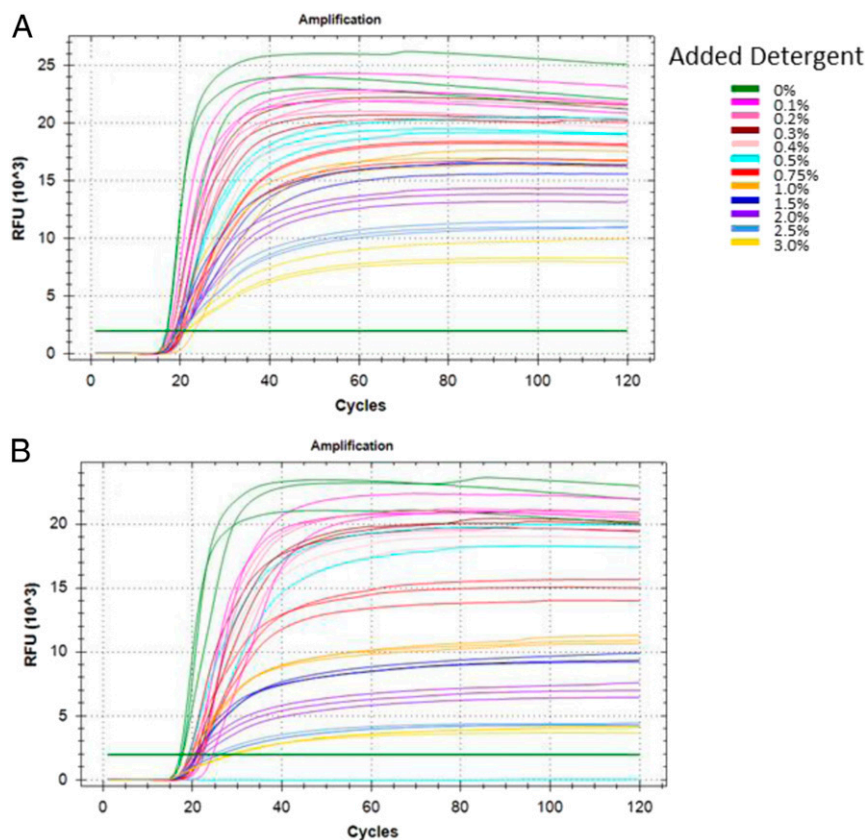 A
Amplification
RFU (10^3)
25
20
15
10
5
0
0 20 40 60 80 100 120
Cycles
Added Detergent
0%
0.1%
0.2%
0.3%
0.4%
0.5%
0.75%
1.0%
1.5%
2.0%
2.5%
3.0%
B
Amplification
RFU (10^3)
20
15
10
5
0
0 20 40 60 80 100 120
Cycles